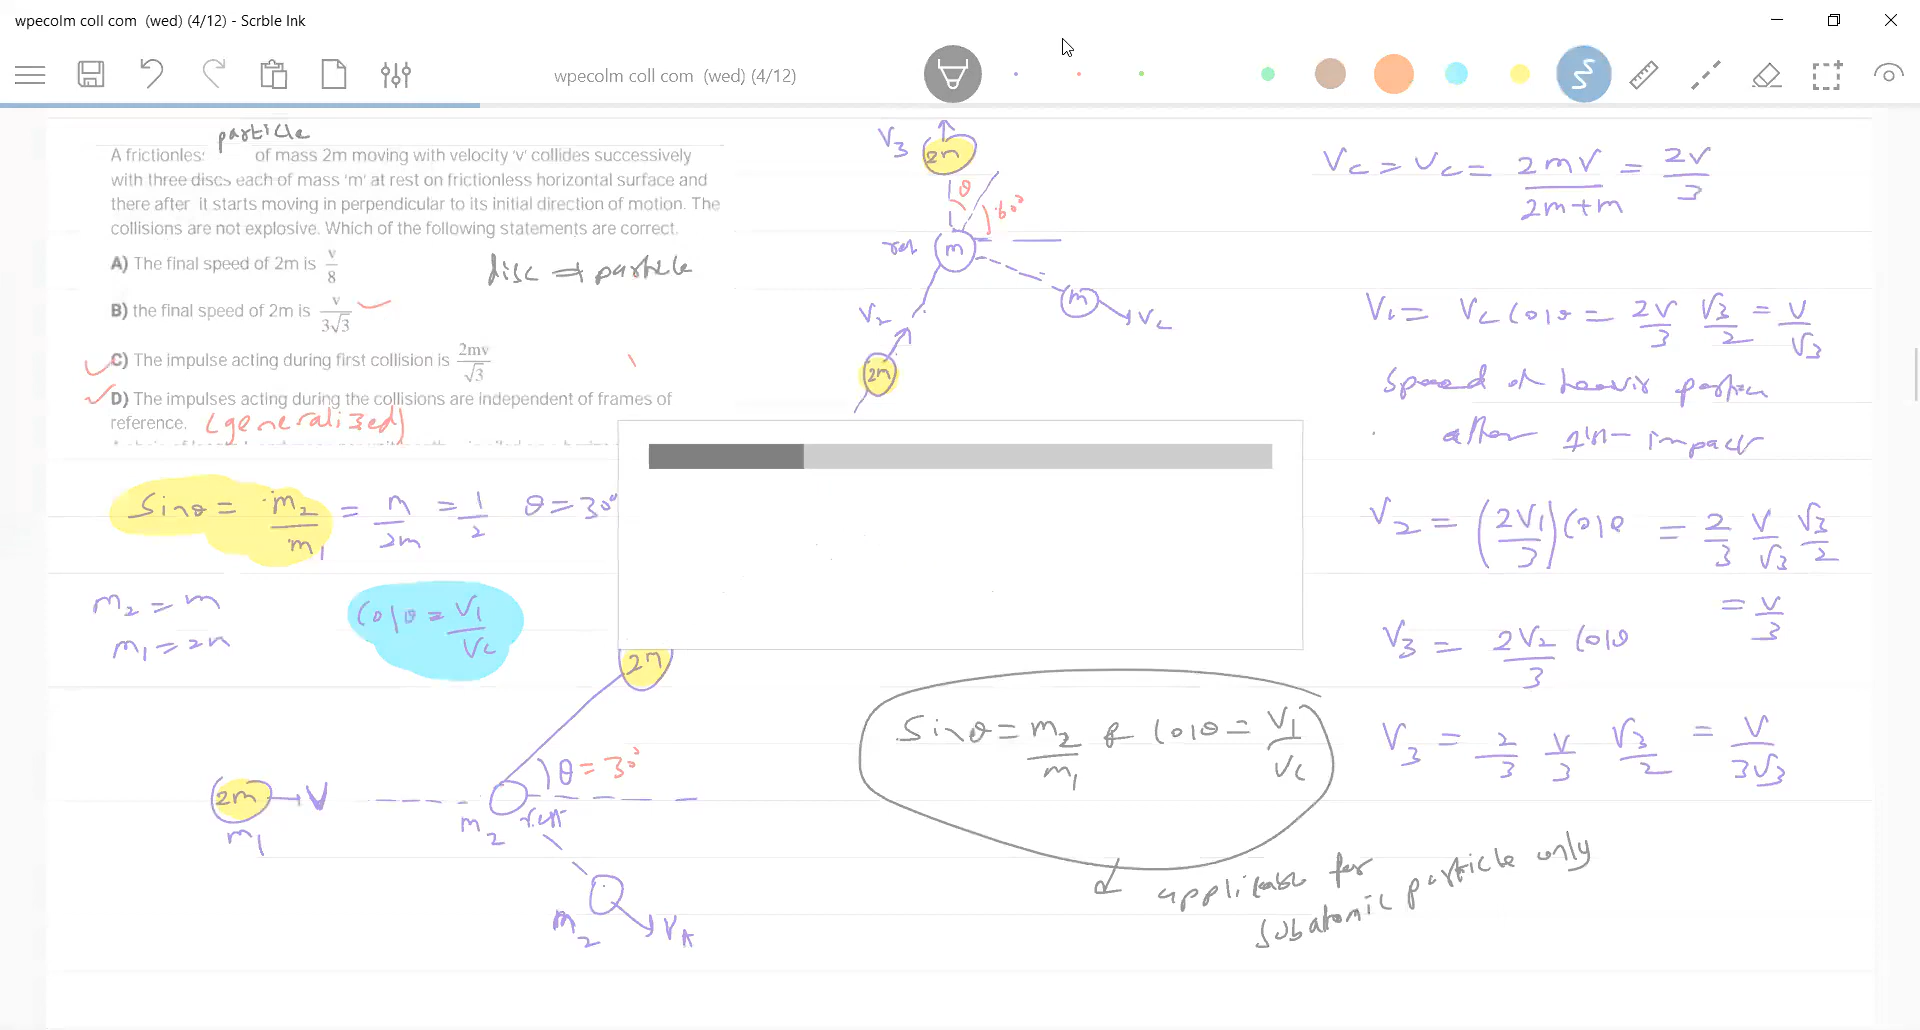 wpecolm coll com (wed) (4/12) - Scrble Ink
wpecolm coll com (wed) (4/12)
particle
A frictionles: of mass 2m moving with velocity 'v' collides successively
with three discs each of mass 'm' at rest on frictionless horizontal surface and
there after it starts moving in perpendicular to its initial direction of motion. The
collisions are not explosive. Which of the following statements are correct.
A) The final speed of 2m is v/8
disc ⇒ particle
B) the final speed of 2m is v/3√3
C) The impulse acting during first collision is 2mv/√3
D) The impulses acting during the collisions are independent of frames of
reference. (generalized)
Sinθ = m2/m1 = m/2m = 1/2 θ = 30°
m2 = m
m1 = 2m
Cosθ = V1/Vc
V3
2m
θ
60°
rest
m
V2
m
Vc
2m
Vc = Vc = 2mV/2m+m = 2V/3
V1 = Vc Cosθ = 2V/3 √3/2 = V/√3
Speed of heavier particle
after 1st impact
V2 = (2V1/3) Cosθ = 2/3 V/√3 √3/2
= V/3
V3 = 2V2/3 Cosθ
V3 = 2/3 V/3 √3/2 = V/3√3
2m
θ = 30°
2m
V
m1
m2
rest
m2
Sinθ = m2/m1 & Cosθ = V1/Vc
applicable for
subatomic particle only